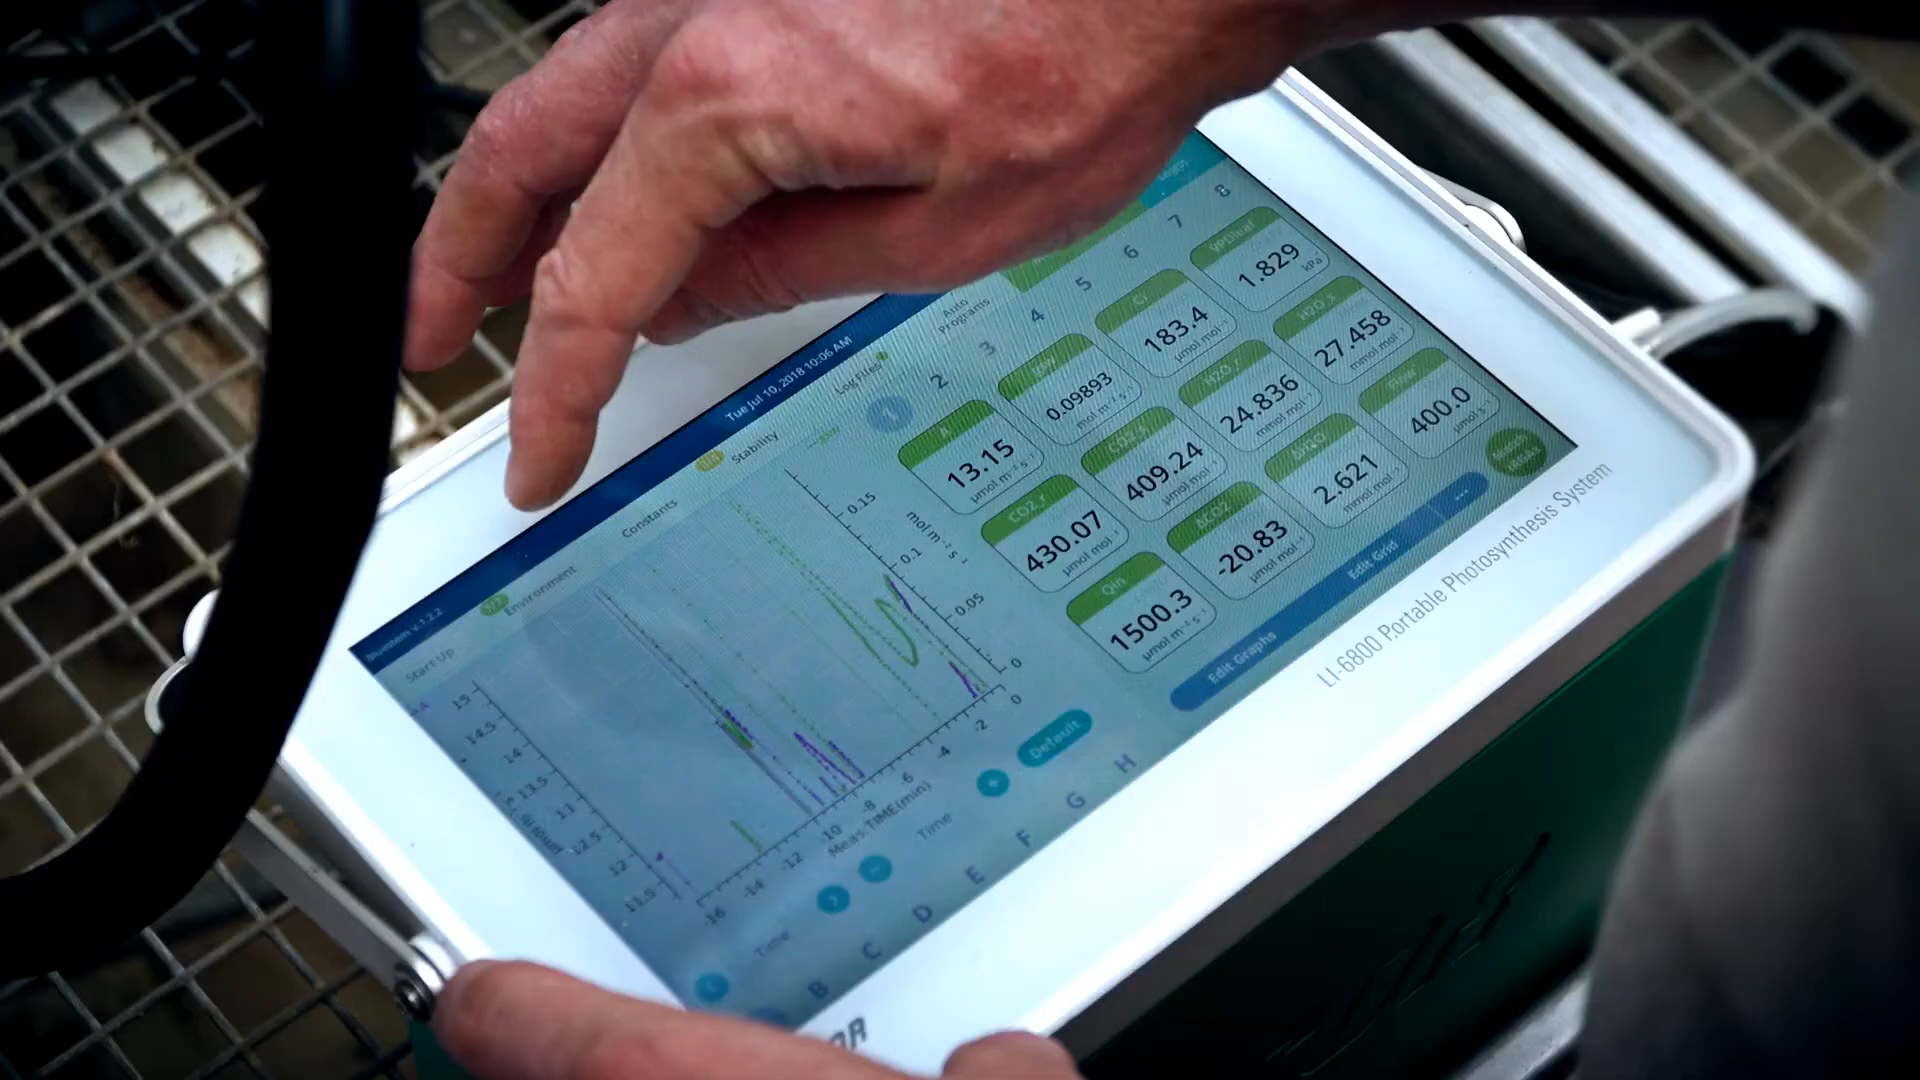 Bluestem v.1.2.2
Tue Jul 10, 2018 10:06 AM
Start Up
Environment
Constants
Stability
Log Files
Auto
Programs
1
2
3
4
5
6
7
8
A
13.15
µmol m⁻² s⁻¹
gsw
0.09893
mol m⁻² s⁻¹
Ci
183.4
µmol mol⁻¹
VPDleaf
1.829
kPa
CO2_r
430.07
µmol mol⁻¹
CO2_s
409.24
µmol mol⁻¹
H2O_r
24.836
mmol mol⁻¹
H2O_s
27.458
mmol mol⁻¹
Qin
1500.3
µmol m⁻² s⁻¹
ΔCO2
-20.83
µmol mol⁻¹
ΔH2O
2.621
mmol mol⁻¹
Flow
400.0
µmol s⁻¹
Edit Graphs
Edit Grid
...
A
15
14.5
14
13.5
12.5
12
11.5
0.15
0.1
0.05
0
mol m⁻² s⁻¹
-16
-14
-12
-10
-8
-6
-4
-2
0
Meas:TIME(min)
Time
Time
Default
B
C
D
E
F
G
H
LI-6800 Portable Photosynthesis System